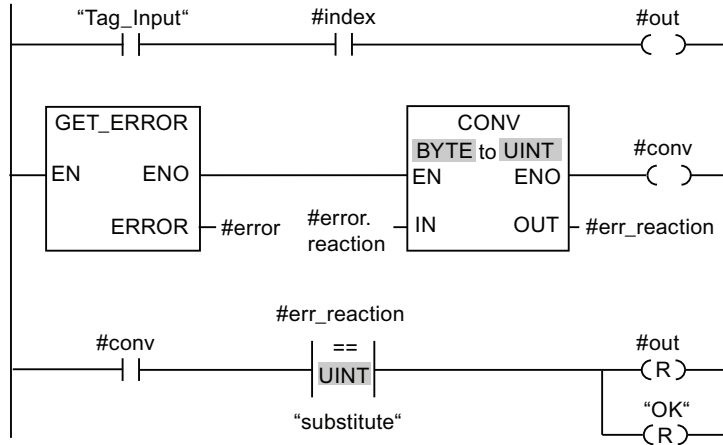 “Tag_Input“ #index #out
GET_ERROR
EN ENO
ERROR #error
CONV
BYTE to UINT
EN ENO
#error.
reaction
IN OUT #err_reaction
#conv
#conv
#err_reaction
==
UINT
“substitute“
#out
R
“OK“
R